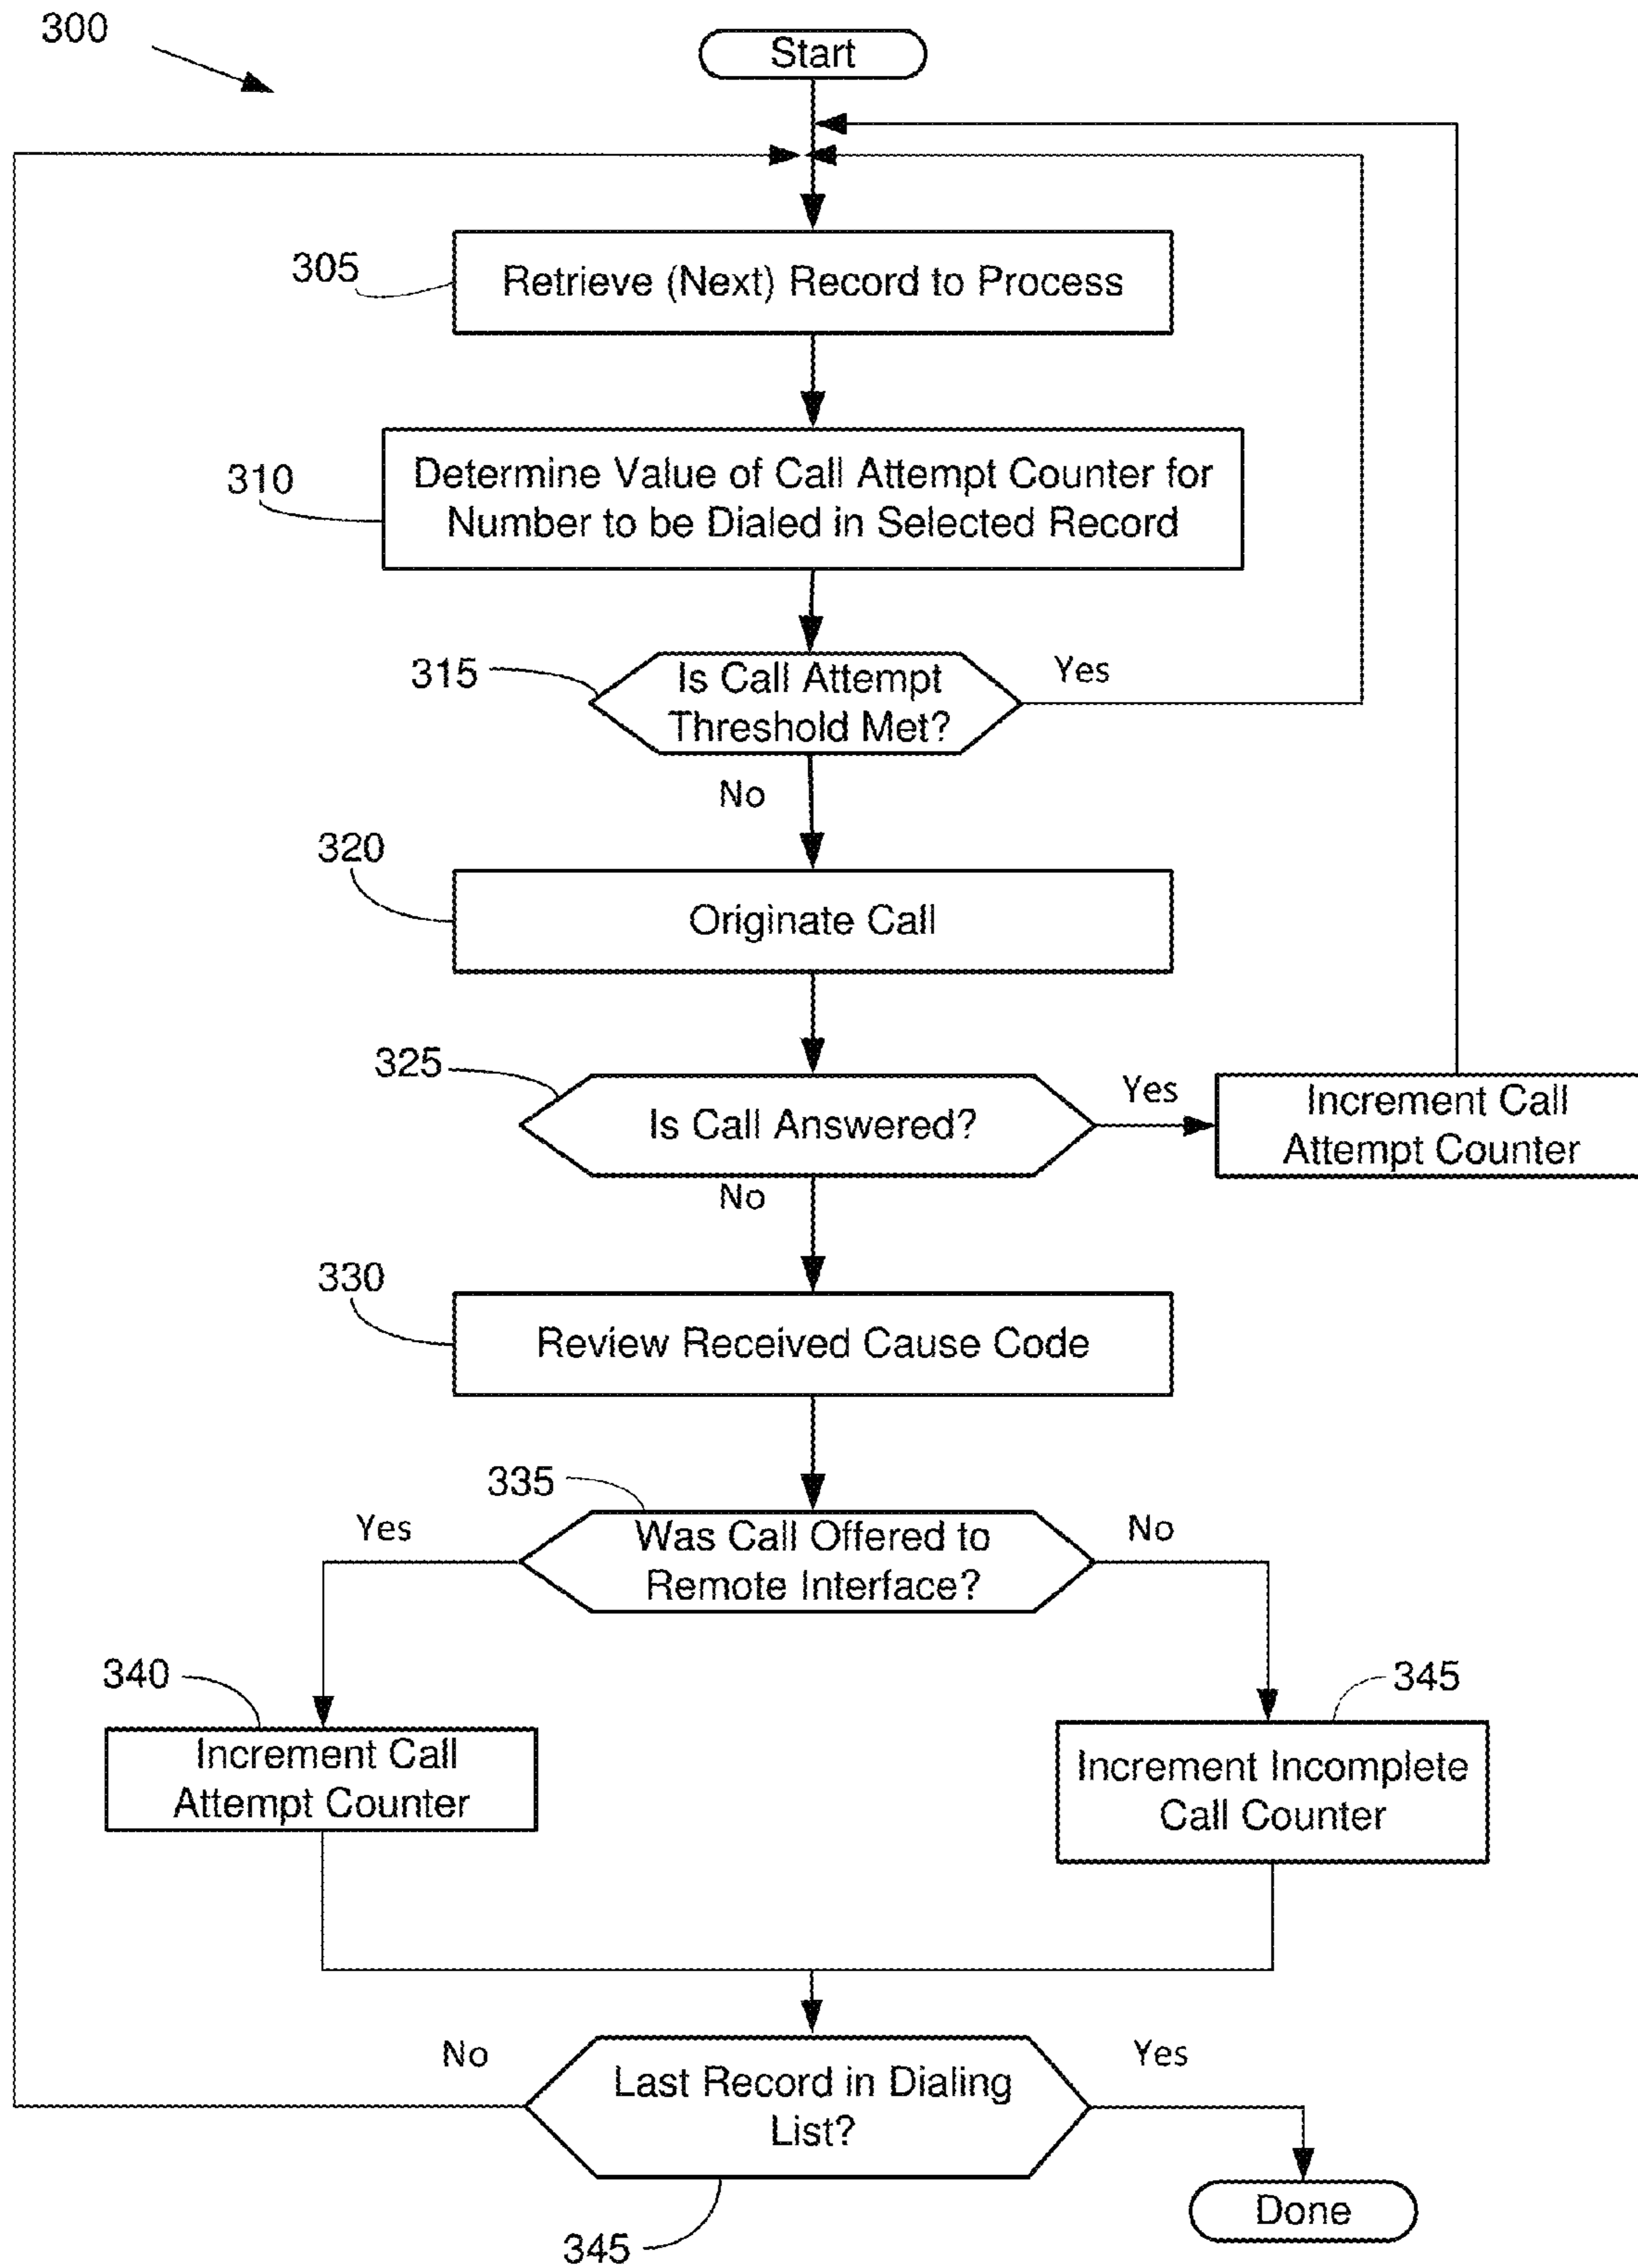 300
Start
305
Retrieve (Next) Record to Process
310
Determine Value of Call Attempt Counter for
Number to be Dialed in Selected Record
315
Is Call Attempt
Threshold Met?
Yes
No
320
Originate Call
325
Is Call Answered?
Yes
Increment Call
Attempt Counter
No
330
Review Received Cause Code
335
Yes
Was Call Offered to
Remote Interface?
No
340
Increment Call
Attempt Counter
345
Increment Incomplete
Call Counter
No
Last Record in Dialing
List?
Yes
345
Done